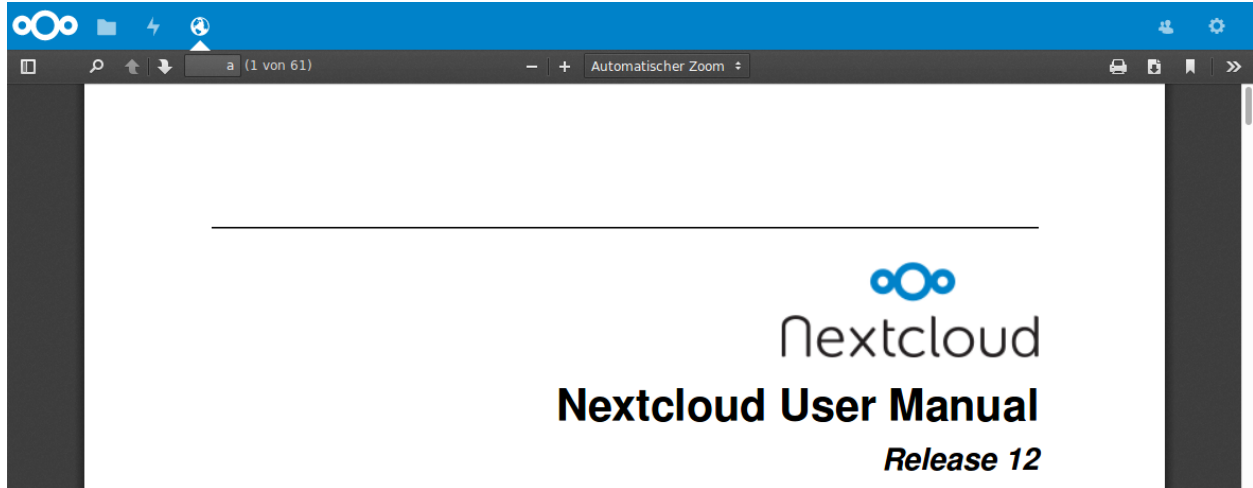 a (1 von 61)
Automatischer Zoom
Nextcloud
Nextcloud User Manual
Release 12